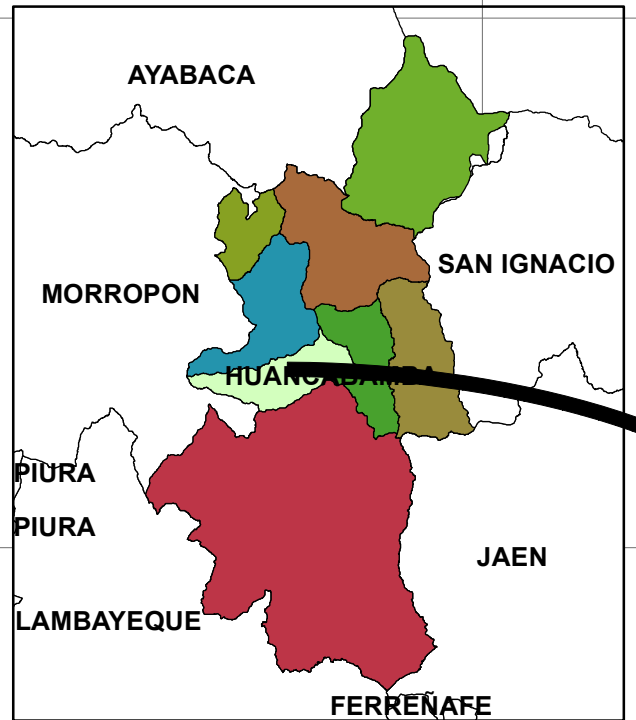 AYABACA
SAN IGNACIO
MORROPON
HUANCABAMBA
PIURA
PIURA
JAEN
LAMBAYEQUE
FERREÑAFE